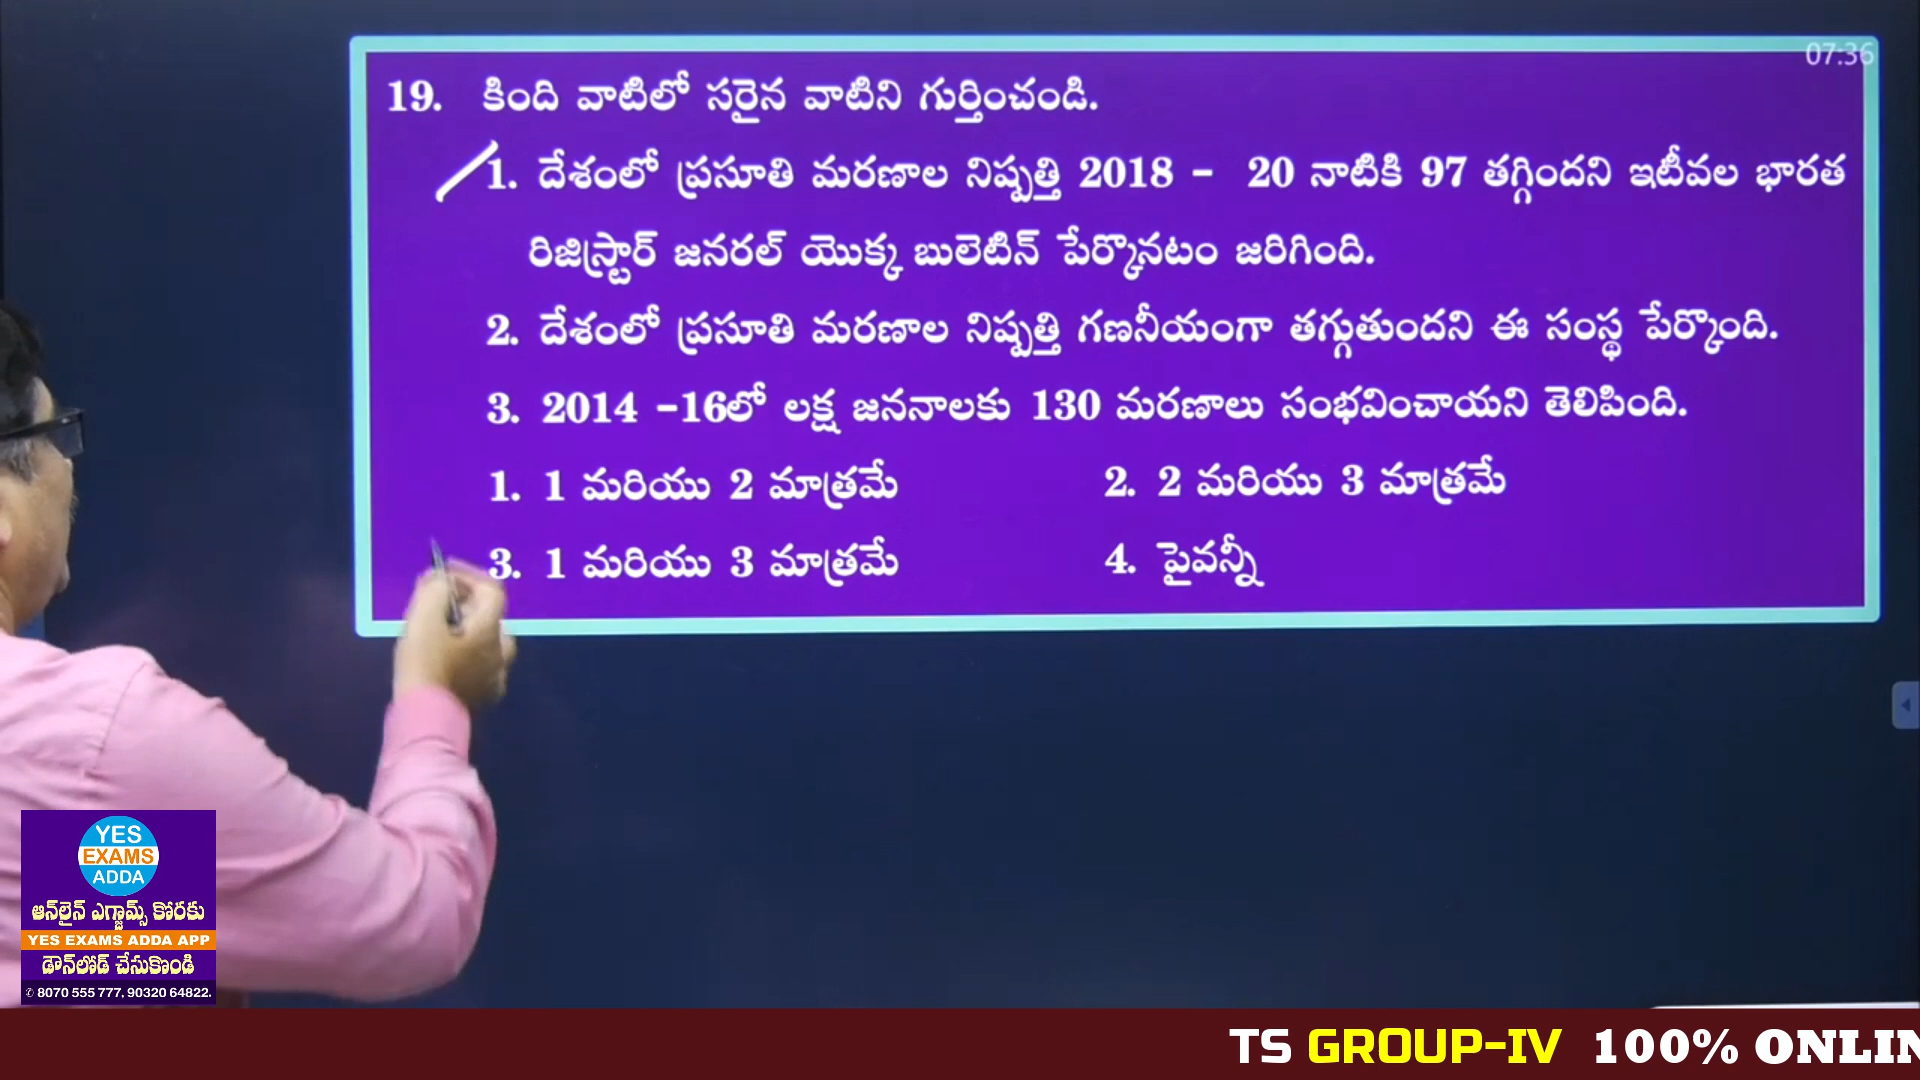 07:36
19. కింది వాటిలో సరైన వాటిని గుర్తించండి.
1. దేశంలో ప్రసూతి మరణాల నిష్పత్తి 2018 - 20 నాటికి 97 తగ్గిందని ఇటీవల భారత
రిజిస్ట్రార్ జనరల్ యొక్క బులెటిన్ పేర్కొనటం జరిగింది.
2. దేశంలో ప్రసూతి మరణాల నిష్పత్తి గణనీయంగా తగ్గుతుందని ఈ సంస్థ పేర్కొంది.
3. 2014 -16లో లక్ష జననాలకు 130 మరణాలు సంభవించాయని తెలిపింది.
1. 1 మరియు 2 మాత్రమే 2. 2 మరియు 3 మాత్రమే
3. 1 మరియు 3 మాత్రమే 4. పైవన్నీ
YES
EXAMS
ADDA
ఆన్‌లైన్ ఎగ్జామ్స్ కోరకు
YES EXAMS ADDA APP
డౌన్‌లోడ్ చేసుకొండి
✆ 8070 555 777, 90320 64822.
TS GROUP-IV 100% ONLIN